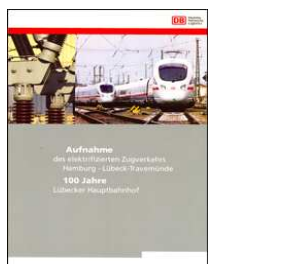 DB
Aufnahme
des elektrifizierten Zugverkehrs
Hamburg - Lübeck-Travemünde
100 Jahre
Lübecker Hauptbahnhof